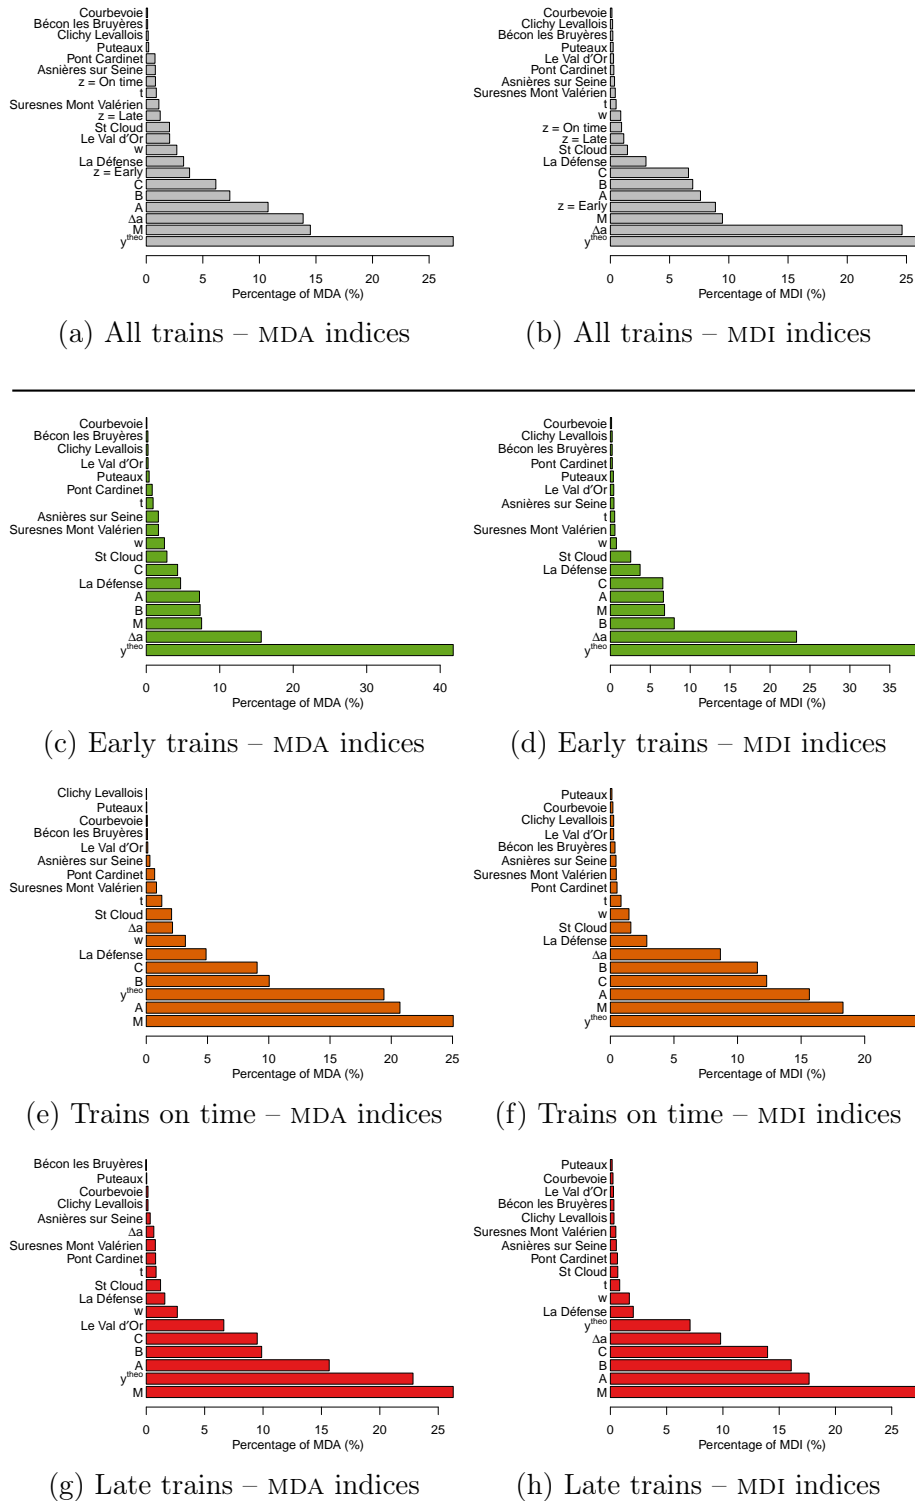 Courbevoie
Bécon les Bruyères
Clichy Levallois
Puteaux
Pont Cardinet
Asnières sur Seine
z = On time
t
Suresnes Mont Valérien
z = Late
St Cloud
Le Val d'Or
w
La Défense
z = Early
C
B
A
Δa
M
y^theo
0 5 10 15 20 25
Percentage of MDA (%)
(a) All trains – MDA indices
Courbevoie
Clichy Levallois
Bécon les Bruyères
Puteaux
Le Val d'Or
Pont Cardinet
Asnières sur Seine
Suresnes Mont Valérien
t
w
z = On time
z = Late
St Cloud
La Défense
C
B
A
z = Early
M
Δa
y^theo
0 5 10 15 20 25
Percentage of MDI (%)
(b) All trains – MDI indices
Courbevoie
Bécon les Bruyères
Clichy Levallois
Le Val d'Or
Puteaux
Pont Cardinet
t
Asnières sur Seine
Suresnes Mont Valérien
w
St Cloud
C
La Défense
A
B
M
Δa
y^theo
0 10 20 30 40
Percentage of MDA (%)
(c) Early trains – MDA indices
Courbevoie
Clichy Levallois
Bécon les Bruyères
Pont Cardinet
Puteaux
Le Val d'Or
Asnières sur Seine
t
Suresnes Mont Valérien
w
St Cloud
La Défense
C
A
M
B
Δa
y^theo
0 5 10 15 20 25 30 35
Percentage of MDI (%)
(d) Early trains – MDI indices
Clichy Levallois
Puteaux
Courbevoie
Bécon les Bruyères
Le Val d'Or
Asnières sur Seine
Pont Cardinet
Suresnes Mont Valérien
t
St Cloud
Δa
w
La Défense
C
B
y^theo
A
M
0 5 10 15 20 25
Percentage of MDA (%)
(e) Trains on time – MDA indices
Puteaux
Courbevoie
Clichy Levallois
Le Val d'Or
Bécon les Bruyères
Asnières sur Seine
Suresnes Mont Valérien
Pont Cardinet
t
w
St Cloud
La Défense
Δa
B
C
A
M
y^theo
0 5 10 15 20
Percentage of MDI (%)
(f) Trains on time – MDI indices
Bécon les Bruyères
Puteaux
Courbevoie
Clichy Levallois
Asnières sur Seine
Δa
Suresnes Mont Valérien
Pont Cardinet
t
St Cloud
La Défense
w
Le Val d'Or
C
B
A
y^theo
M
0 5 10 15 20 25
Percentage of MDA (%)
(g) Late trains – MDA indices
Puteaux
Courbevoie
Le Val d'Or
Bécon les Bruyères
Clichy Levallois
Suresnes Mont Valérien
Asnières sur Seine
Pont Cardinet
St Cloud
t
w
La Défense
y^theo
Δa
C
B
A
M
0 5 10 15 20 25
Percentage of MDI (%)
(h) Late trains – MDI indices